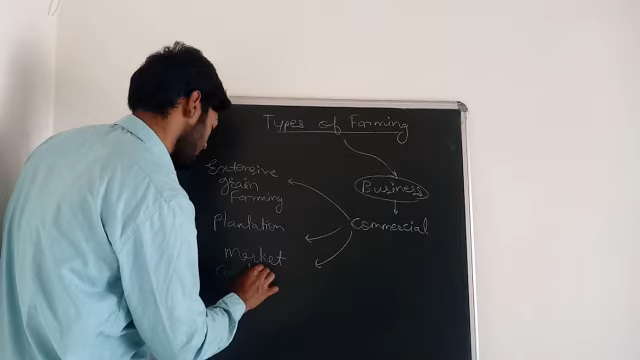 Types of Farming
Extensive
grain
Farming
Business
Plantation
Commercial
Market